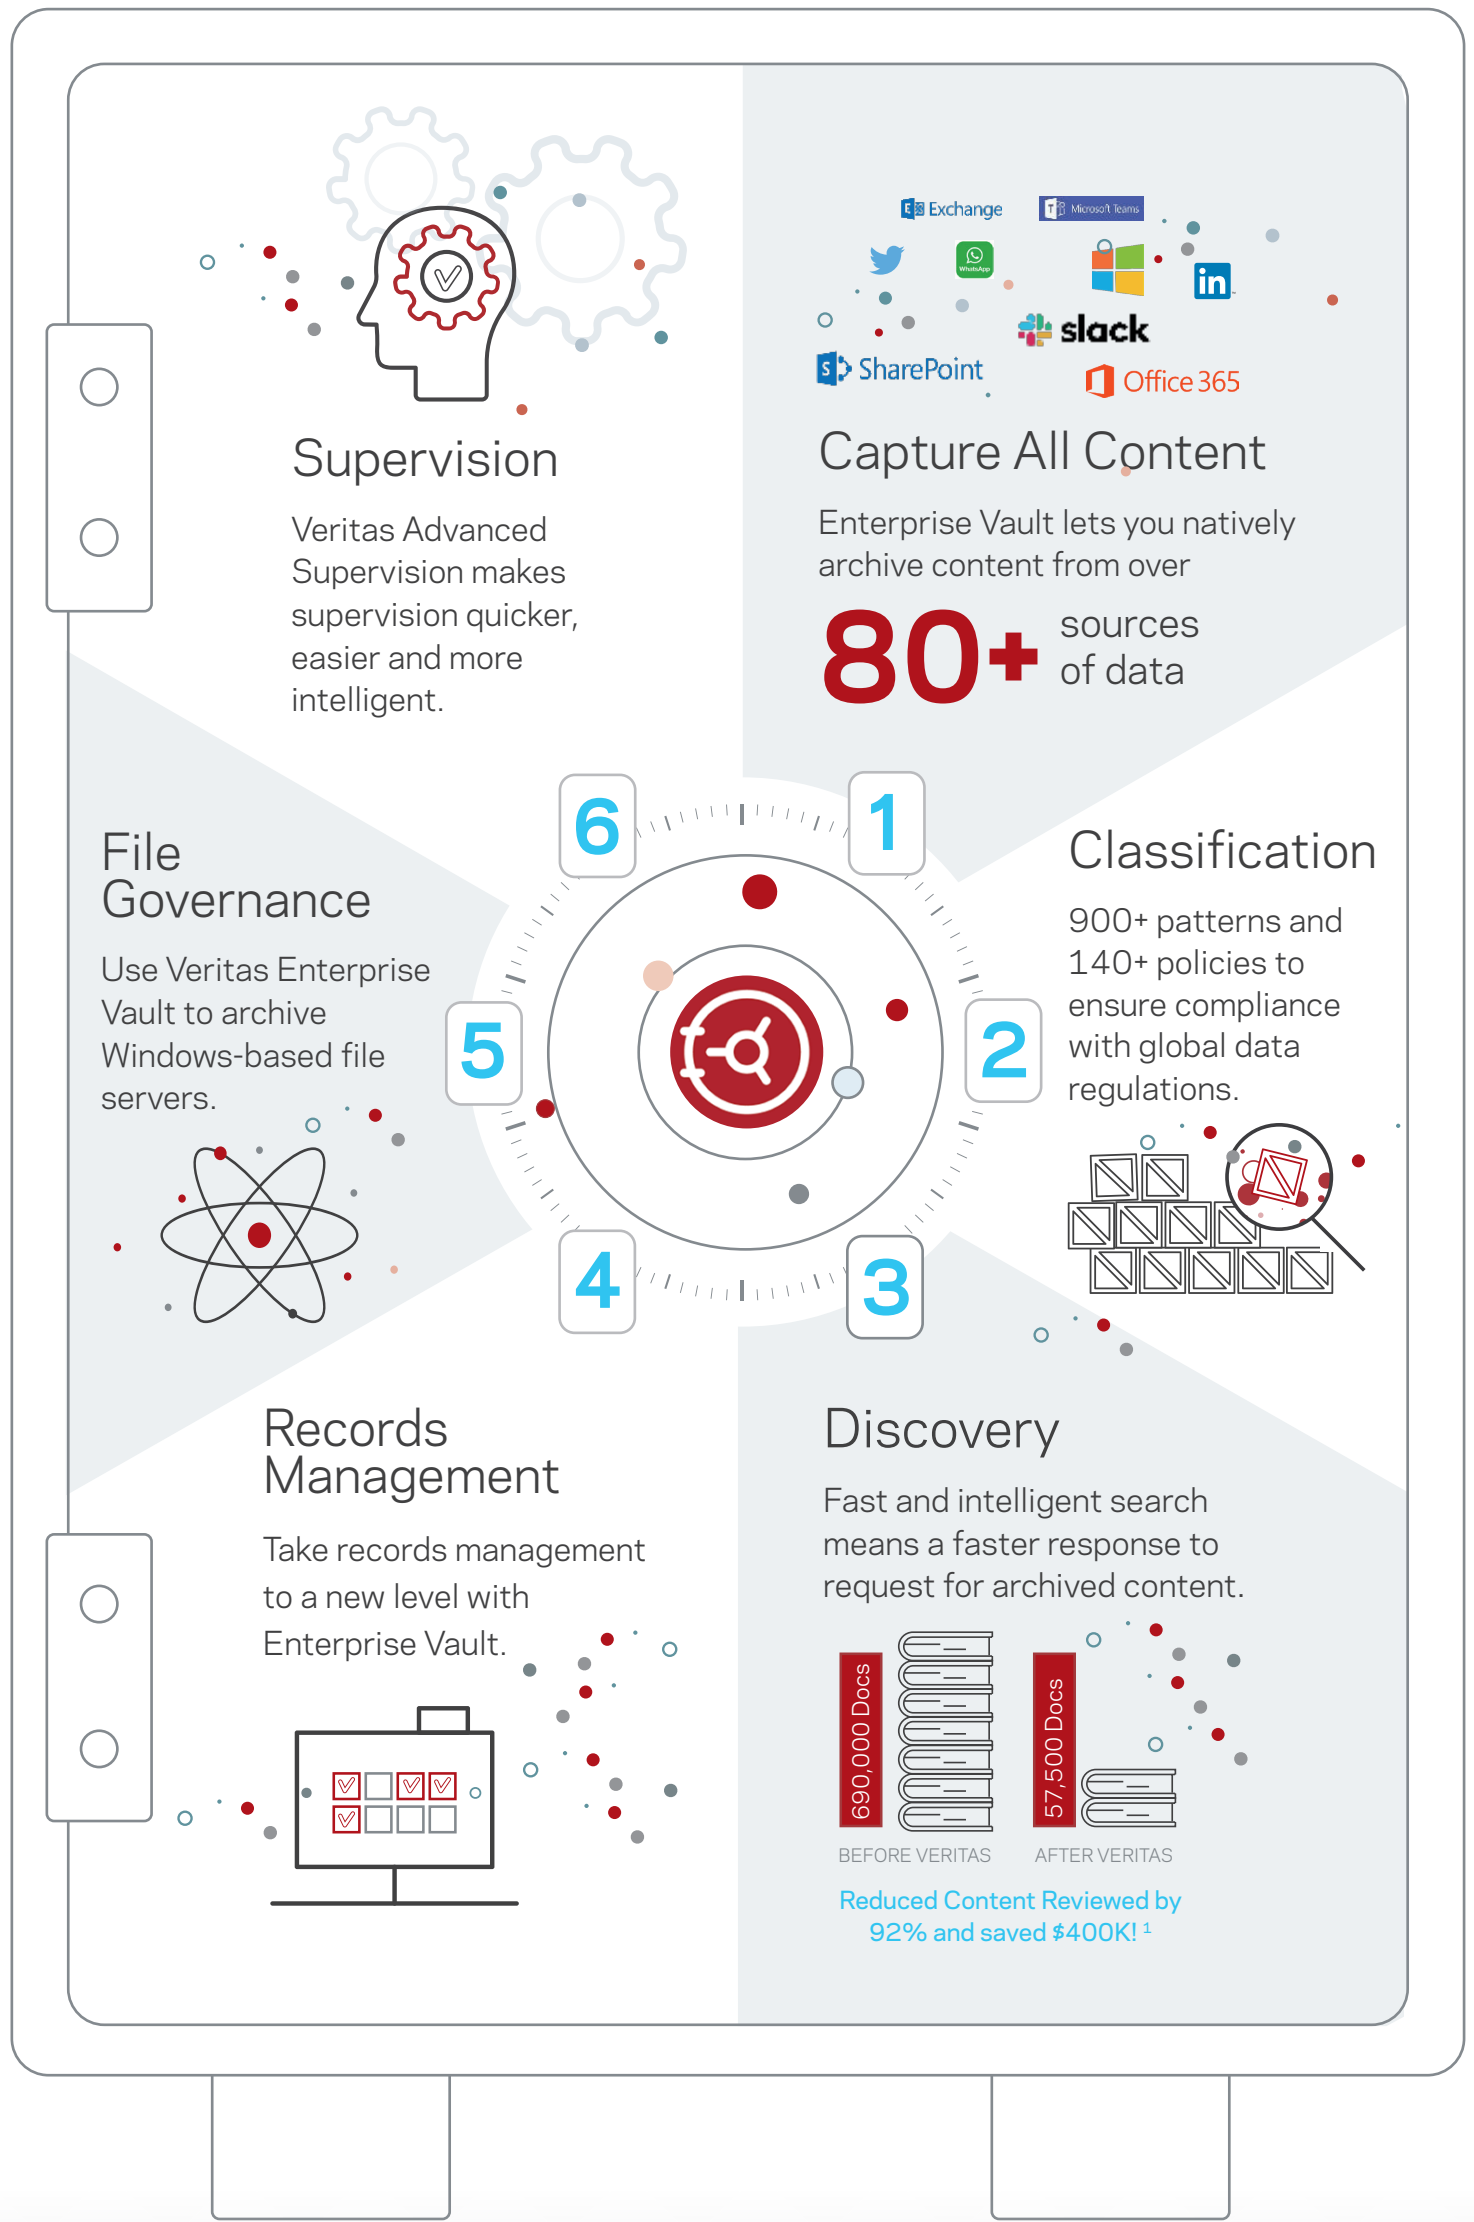 Exchange
Microsoft Teams
WhatsApp
in
slack
SharePoint
Office 365
Capture All Content
Enterprise Vault lets you natively
archive content from over
80+ sources
of data
1
Classification
900+ patterns and
140+ policies to
ensure compliance
with global data
regulations.
2
Discovery
Fast and intelligent search
means a faster response to
request for archived content.
690,000 Docs
BEFORE VERITAS
57,500 Docs
AFTER VERITAS
Reduced Content Reviewed by
92% and saved $400K! 1
3
Records
Management
Take records management
to a new level with
Enterprise Vault.
4
File
Governance
Use Veritas Enterprise
Vault to archive
Windows-based file
servers.
5
Supervision
Veritas Advanced
Supervision makes
supervision quicker,
easier and more
intelligent.
6